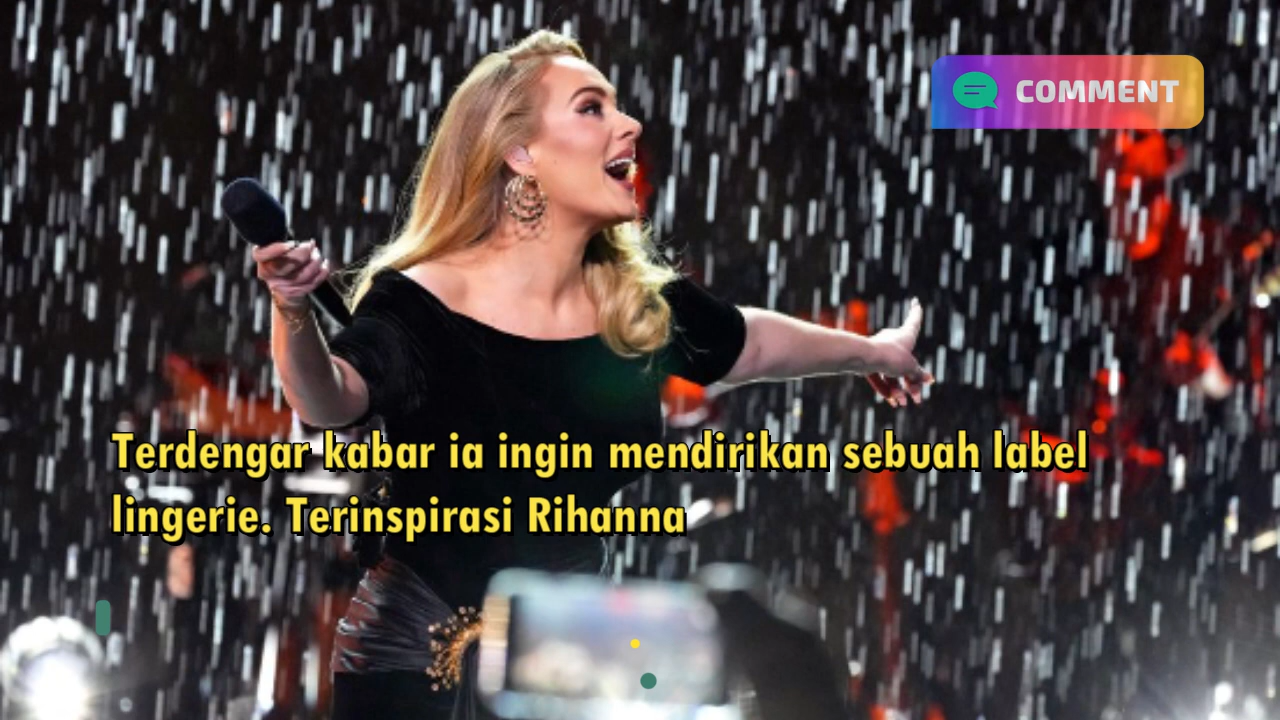 COMMENT
Terdengar kabar ia ingin mendirikan sebuah label
lingerie. Terinspirasi Rihanna